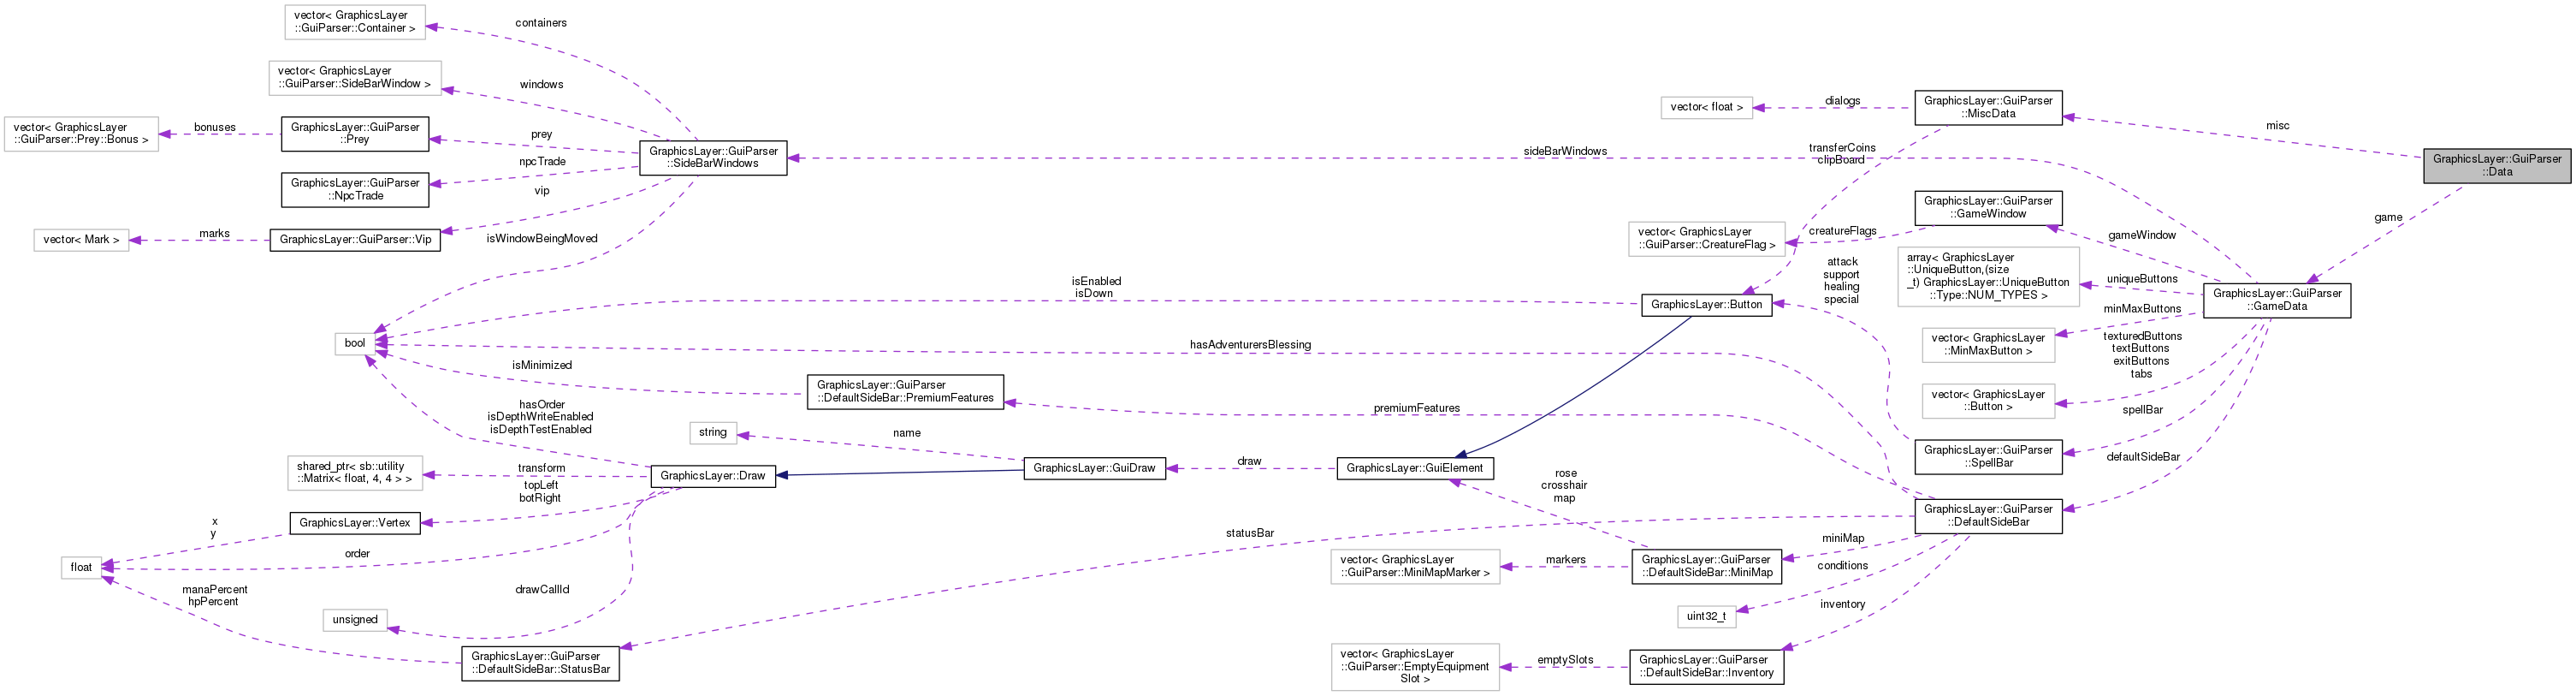 vector< GraphicsLayer
::GuiParser::Container >
containers
vector< GraphicsLayer
::GuiParser::SideBarWindow >
windows
vector< GraphicsLayer
::GuiParser::Prey::Bonus >
bonuses
GraphicsLayer::GuiParser
::Prey
prey
GraphicsLayer::GuiParser
::NpcTrade
npcTrade
vector< Mark >
marks
GraphicsLayer::GuiParser::Vip
vip
GraphicsLayer::GuiParser
::SideBarWindows
isWindowBeingMoved
sideBarWindows
vector< float >
dialogs
GraphicsLayer::GuiParser
::MiscData
misc
GraphicsLayer::GuiParser
::Data
transferCoins
clipBoard
GraphicsLayer::GuiParser
::GameWindow
vector< GraphicsLayer
::GuiParser::CreatureFlag >
creatureFlags
gameWindow
game
array< GraphicsLayer
::UniqueButton,(size
_t) GraphicsLayer::UniqueButton
::Type::NUM_TYPES >
uniqueButtons
GraphicsLayer::GuiParser
::GameData
attack
support
healing
special
isEnabled
isDown
GraphicsLayer::Button
bool
hasAdventurersBlessing
vector< GraphicsLayer
::MinMaxButton >
minMaxButtons
texturedButtons
textButtons
exitButtons
tabs
vector< GraphicsLayer
::Button >
isMinimized
GraphicsLayer::GuiParser
::DefaultSideBar::PremiumFeatures
premiumFeatures
spellBar
GraphicsLayer::GuiParser
::SpellBar
defaultSideBar
hasOrder
isDepthWriteEnabled
isDepthTestEnabled
string
name
shared_ptr< sb::utility
::Matrix< float, 4, 4 > >
transform
GraphicsLayer::Draw
GraphicsLayer::GuiDraw
draw
GraphicsLayer::GuiElement
rose
crosshair
map
topLeft
botRight
GraphicsLayer::Vertex
x
y
float
order
manaPercent
hpPercent
unsigned
drawCallId
GraphicsLayer::GuiParser
::DefaultSideBar::StatusBar
statusBar
GraphicsLayer::GuiParser
::DefaultSideBar
miniMap
GraphicsLayer::GuiParser
::DefaultSideBar::MiniMap
vector< GraphicsLayer
::GuiParser::MiniMapMarker >
markers
conditions
uint32_t
inventory
vector< GraphicsLayer
::GuiParser::EmptyEquipment
Slot >
emptySlots
GraphicsLayer::GuiParser
::DefaultSideBar::Inventory